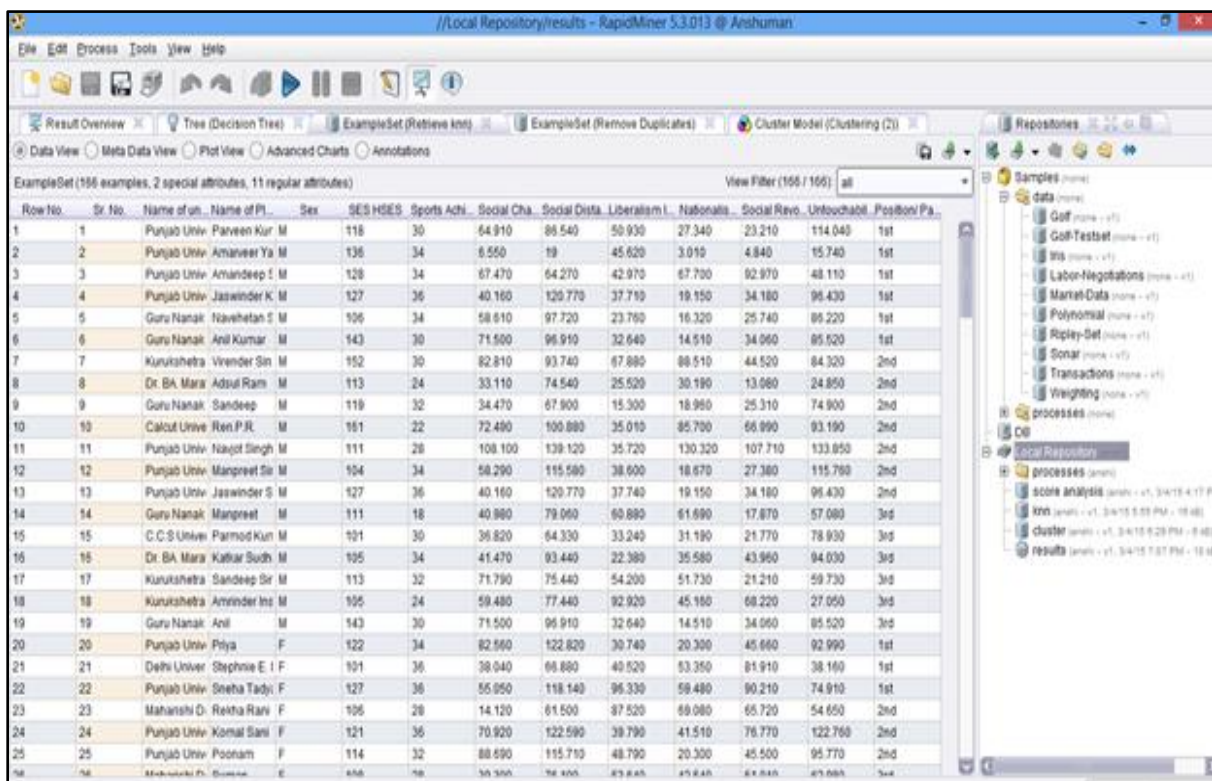 //Local Repository/results - RapidMiner 5.3.013 @ Anshuman
File Edit Process Tools View Help
Result Overview Tree (Decision Tree) ExampleSet (Retrieve knn) ExampleSet (Remove Duplicates) Cluster Model (Clustering (2)) Repositories
Data View Meta Data View Plot View Advanced Charts Annotations
ExampleSet (166 examples, 2 special attributes, 11 regular attributes) View Filter (166 / 166): all
Row No. Sr. No. Name of un... Name of Pl... Sex SES HSES Sports Achi... Social Cha... Social Dista... Liberalism I... Nationalis... Social Revo... Untouchabil... Position/ Pa...
1 1 Punjab Univ Parveen Kur M 118 30 64.910 86.540 50.930 27.340 23.210 114.040 1st
2 2 Punjab Univ Amarveer Ya M 136 34 6.550 19 45.620 3.010 4.840 15.740 1st
3 3 Punjab Univ Amandeep S M 128 34 67.470 64.270 42.970 67.700 92.970 48.110 1st
4 4 Punjab Univ Jaswinder K M 127 36 40.160 120.770 37.710 19.150 34.180 96.430 1st
5 5 Guru Nanak Navehetan S M 106 34 58.610 97.720 23.760 16.320 25.740 86.220 1st
6 6 Guru Nanak Anil Kumar M 143 30 71.500 96.910 32.640 14.510 34.060 85.520 1st
7 7 Kurukshetra Virender Sin M 152 30 82.810 93.740 67.880 88.510 44.520 84.320 2nd
8 8 Dr. BA. Mara Adsul Ram M 113 24 33.110 74.540 25.520 30.190 13.080 24.850 2nd
9 9 Guru Nanak Sandeep M 119 32 34.470 67.900 15.300 18.960 25.310 74.900 2nd
10 10 Calcut Unive Ren.P.R. M 161 22 72.490 100.880 35.010 85.700 66.990 93.190 2nd
11 11 Punjab Univ Navjot Singh M 111 28 108.100 139.120 35.720 130.320 107.710 133.850 2nd
12 12 Punjab Univ Manpreet Sin M 104 34 58.290 115.580 38.600 18.670 27.380 115.760 2nd
13 13 Punjab Univ Jaswinder S M 127 36 40.160 120.770 37.740 19.150 34.180 96.430 2nd
14 14 Guru Nanak Manpreet M 111 18 40.980 79.060 60.880 61.690 17.870 57.080 3rd
15 15 C.C.S Univer Parmod Kum M 101 30 36.820 64.330 33.240 31.190 21.770 78.930 3rd
16 16 Dr. BA. Mara Katkar Sudh M 105 34 41.470 93.440 22.380 35.580 43.960 94.030 3rd
17 17 Kurukshetra Sandeep Sir M 113 32 71.790 75.440 54.200 51.730 21.210 59.730 3rd
18 18 Kurukshetra Amrinder Ins M 105 24 59.480 77.440 92.920 45.160 68.220 27.050 3rd
19 19 Guru Nanak Anil M 143 30 71.500 96.910 32.640 14.510 34.060 85.520 3rd
20 20 Punjab Univ Priya F 122 34 82.560 122.820 30.740 20.300 45.660 92.990 1st
21 21 Delhi Univer Stephnie E. I F 101 36 38.040 66.880 40.520 53.350 81.910 38.160 1st
22 22 Punjab Univ Sneha Tady F 127 36 55.050 118.140 96.330 59.480 90.210 74.910 1st
23 23 Maharishi D Rekha Rani F 106 28 14.120 61.500 87.520 69.080 65.720 54.650 2nd
24 24 Punjab Univ Komal Sani F 121 36 70.920 122.590 39.790 41.510 76.770 122.760 2nd
25 25 Punjab Univ Poonam F 114 32 88.690 115.710 48.790 20.300 45.500 95.770 2nd
Samples (none)
data (none)
Golf (none - v1)
Golf-Testset (none - v1)
Iris (none - v1)
Labor-Negotiations (none - v1)
Market-Data (none - v1)
Polynomial (none - v1)
Ripley-Set (none - v1)
Sonar (none - v1)
Transactions (none - v1)
Weighting (none - v1)
processes (none)
DB
Local Repository
processes
score analysis
knn
cluster
results